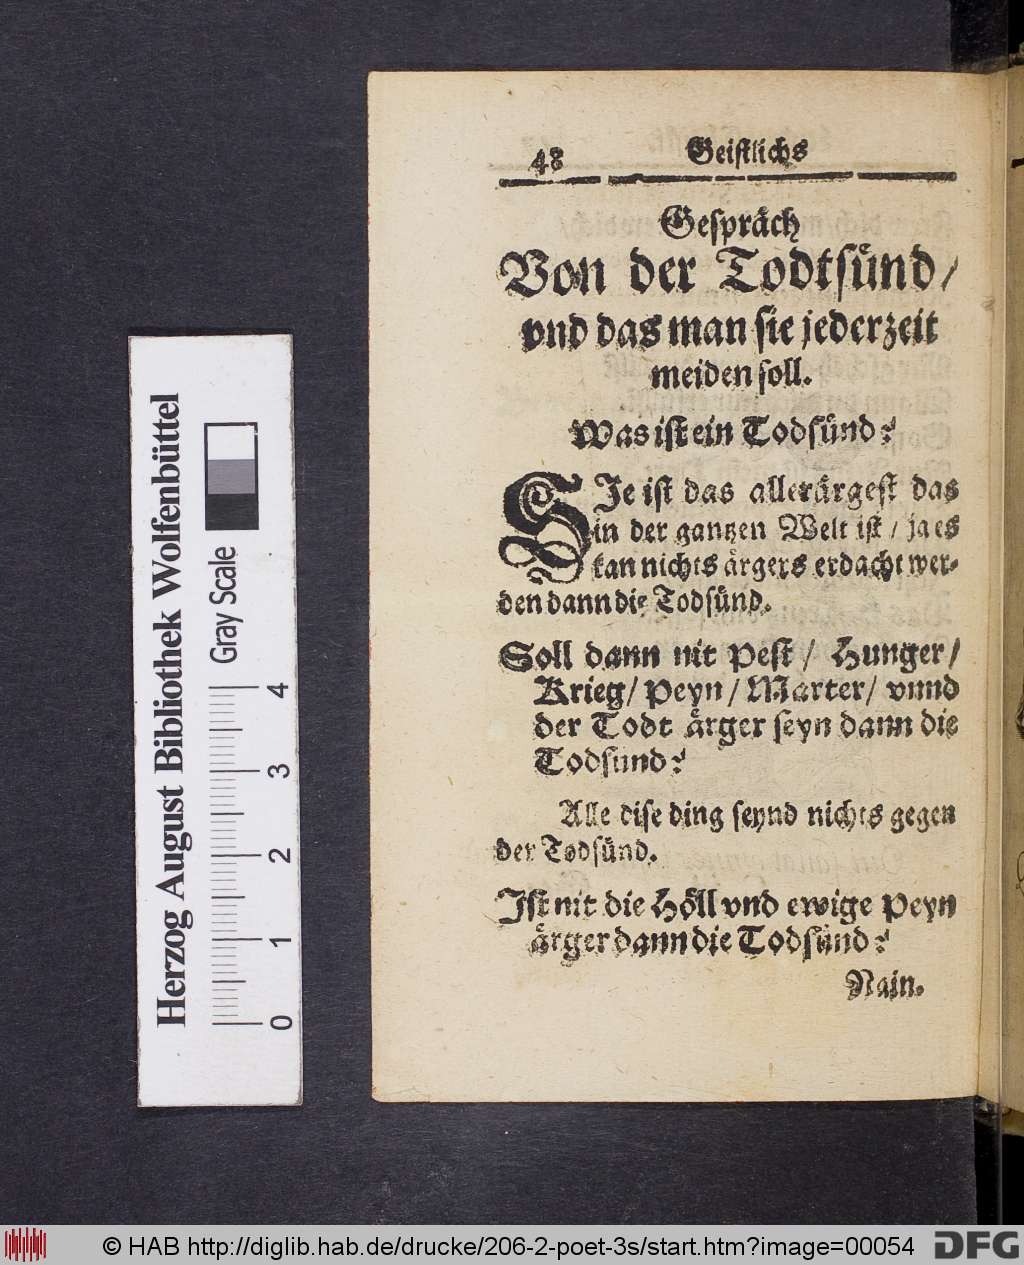 48 Geistlichs
Gespräch
Von der Todtsünd/
vnd das man sie jederzeit
meiden soll.
Was ist ein Todsünd?
SIe ist das allerärgest das
in der gantzen Welt ist / ja es
kan nichts ärgers erdacht wer-
den dann die Todsünd.
Soll dann nit Pest / Hunger/
Krieg/ Peyn / Marter/ vnnd
der Todt ärger seyn dann die
Todsünd?
Alle dise ding seynd nichts gegen
der Todsünd.
Ist nit die Höll vnd ewige Peyn
ärger dann die Todsünd?
Nain.
Herzog August Bibliothek Wolfenbüttel
Gray Scale
0 1 2 3 4
© HAB http://diglib.hab.de/drucke/206-2-poet-3s/start.htm?image=00054
DFG